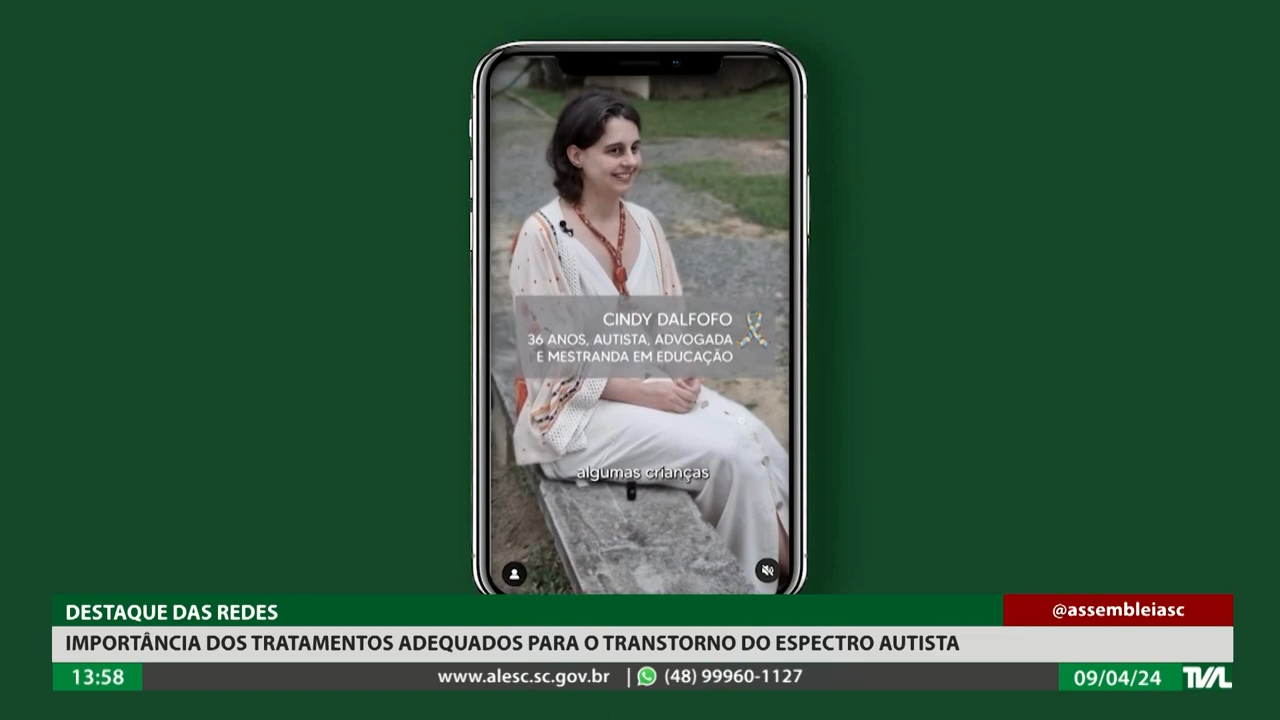 CINDY DALFOFO
36 ANOS, AUTISTA, ADVOGADA
E MESTRANDA EM EDUCAÇÃO
algumas crianças
DESTAQUE DAS REDES
@assembleiasc
IMPORTÂNCIA DOS TRATAMENTOS ADEQUADOS PARA O TRANSTORNO DO ESPECTRO AUTISTA
13:58
www.alesc.sc.gov.br | (48) 99960-1127
09/04/24
TVAL